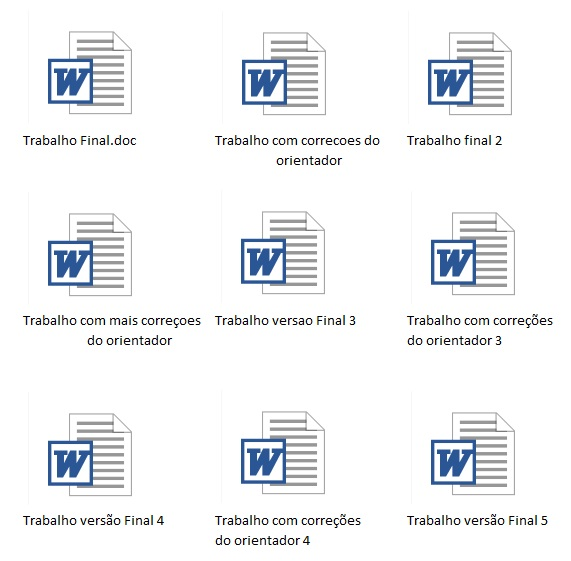 Trabalho Final.doc
Trabalho com correcoes do
orientador
Trabalho final 2
Trabalho com mais correçoes
do orientador
Trabalho versao Final 3
Trabalho com correções
do orientador 3
Trabalho versão Final 4
Trabalho com correções
do orientador 4
Trabalho versão Final 5